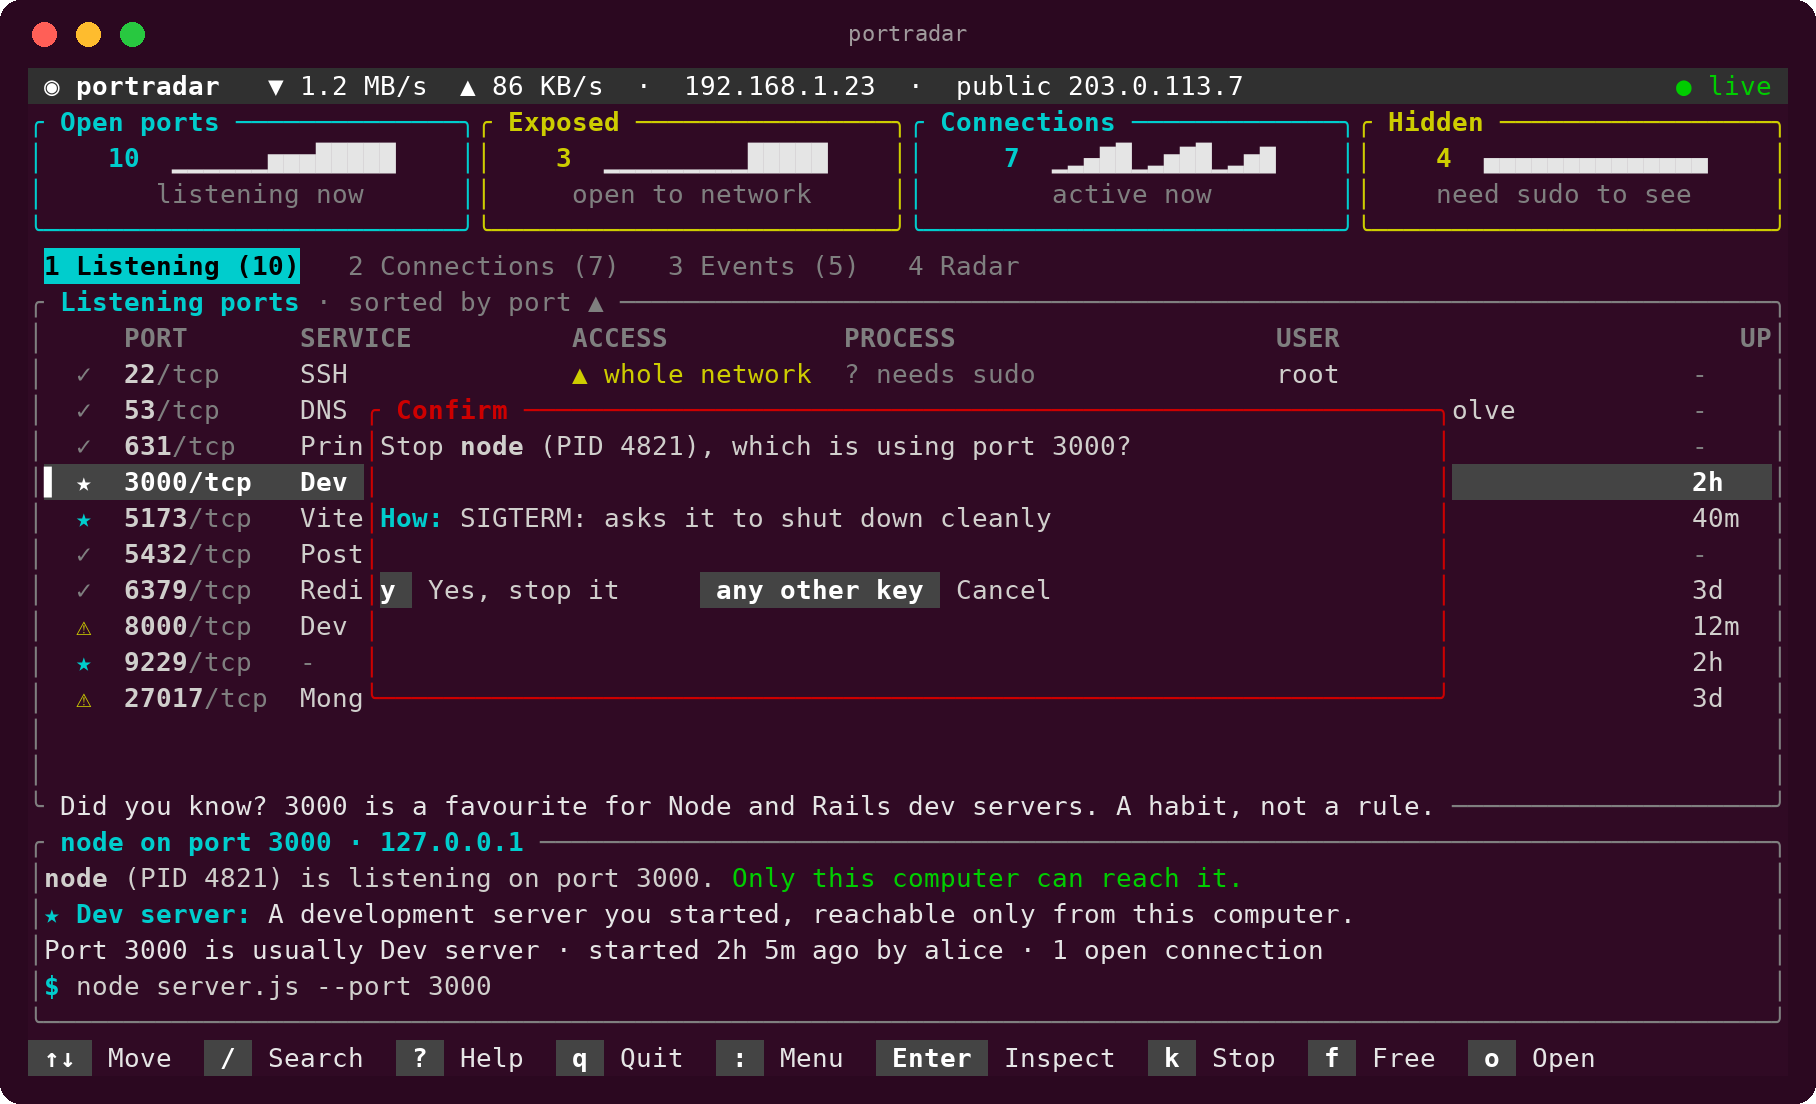 portradar
◉ portradar ▼ 1.2 MB/s ▲ 86 KB/s · 192.168.1.23 · public 203.0.113.7 ● live
Open ports Exposed Connections Hidden
10 3 7 4
listening now open to network active now need sudo to see
1 Listening (10) 2 Connections (7) 3 Events (5) 4 Radar
Listening ports · sorted by port ▲
PORT SERVICE ACCESS PROCESS USER UP
✓ 22/tcp SSH ▲ whole network ? needs sudo root -
✓ 53/tcp DNS olve -
✓ 631/tcp Prin -
★ 3000/tcp Dev 2h
★ 5173/tcp Vite 40m
✓ 5432/tcp Post -
✓ 6379/tcp Redi 3d
⚠ 8000/tcp Dev 12m
★ 9229/tcp - 2h
⚠ 27017/tcp Mong 3d
Confirm
Stop node (PID 4821), which is using port 3000?
How: SIGTERM: asks it to shut down cleanly
y Yes, stop it any other key Cancel
Did you know? 3000 is a favourite for Node and Rails dev servers. A habit, not a rule.
node on port 3000 · 127.0.0.1
node (PID 4821) is listening on port 3000. Only this computer can reach it.
★ Dev server: A development server you started, reachable only from this computer.
Port 3000 is usually Dev server · started 2h 5m ago by alice · 1 open connection
$ node server.js --port 3000
↑↓ Move / Search ? Help q Quit : Menu Enter Inspect k Stop f Free o Open